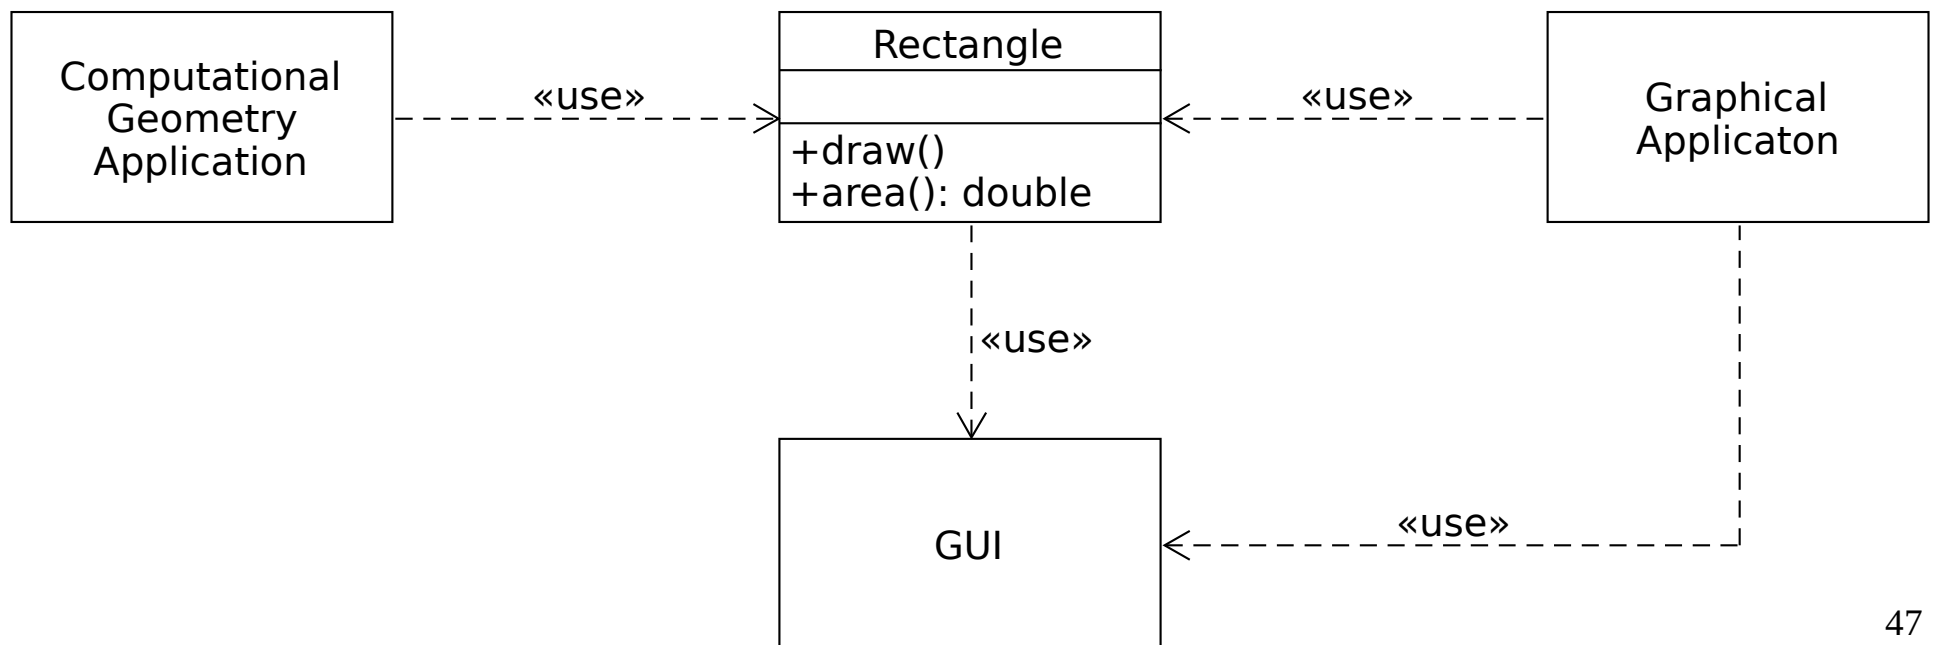 Computational
Geometry
Application
«use»
Rectangle
+draw()
+area(): double
«use»
Graphical
Applicaton
«use»
«use»
GUI
47